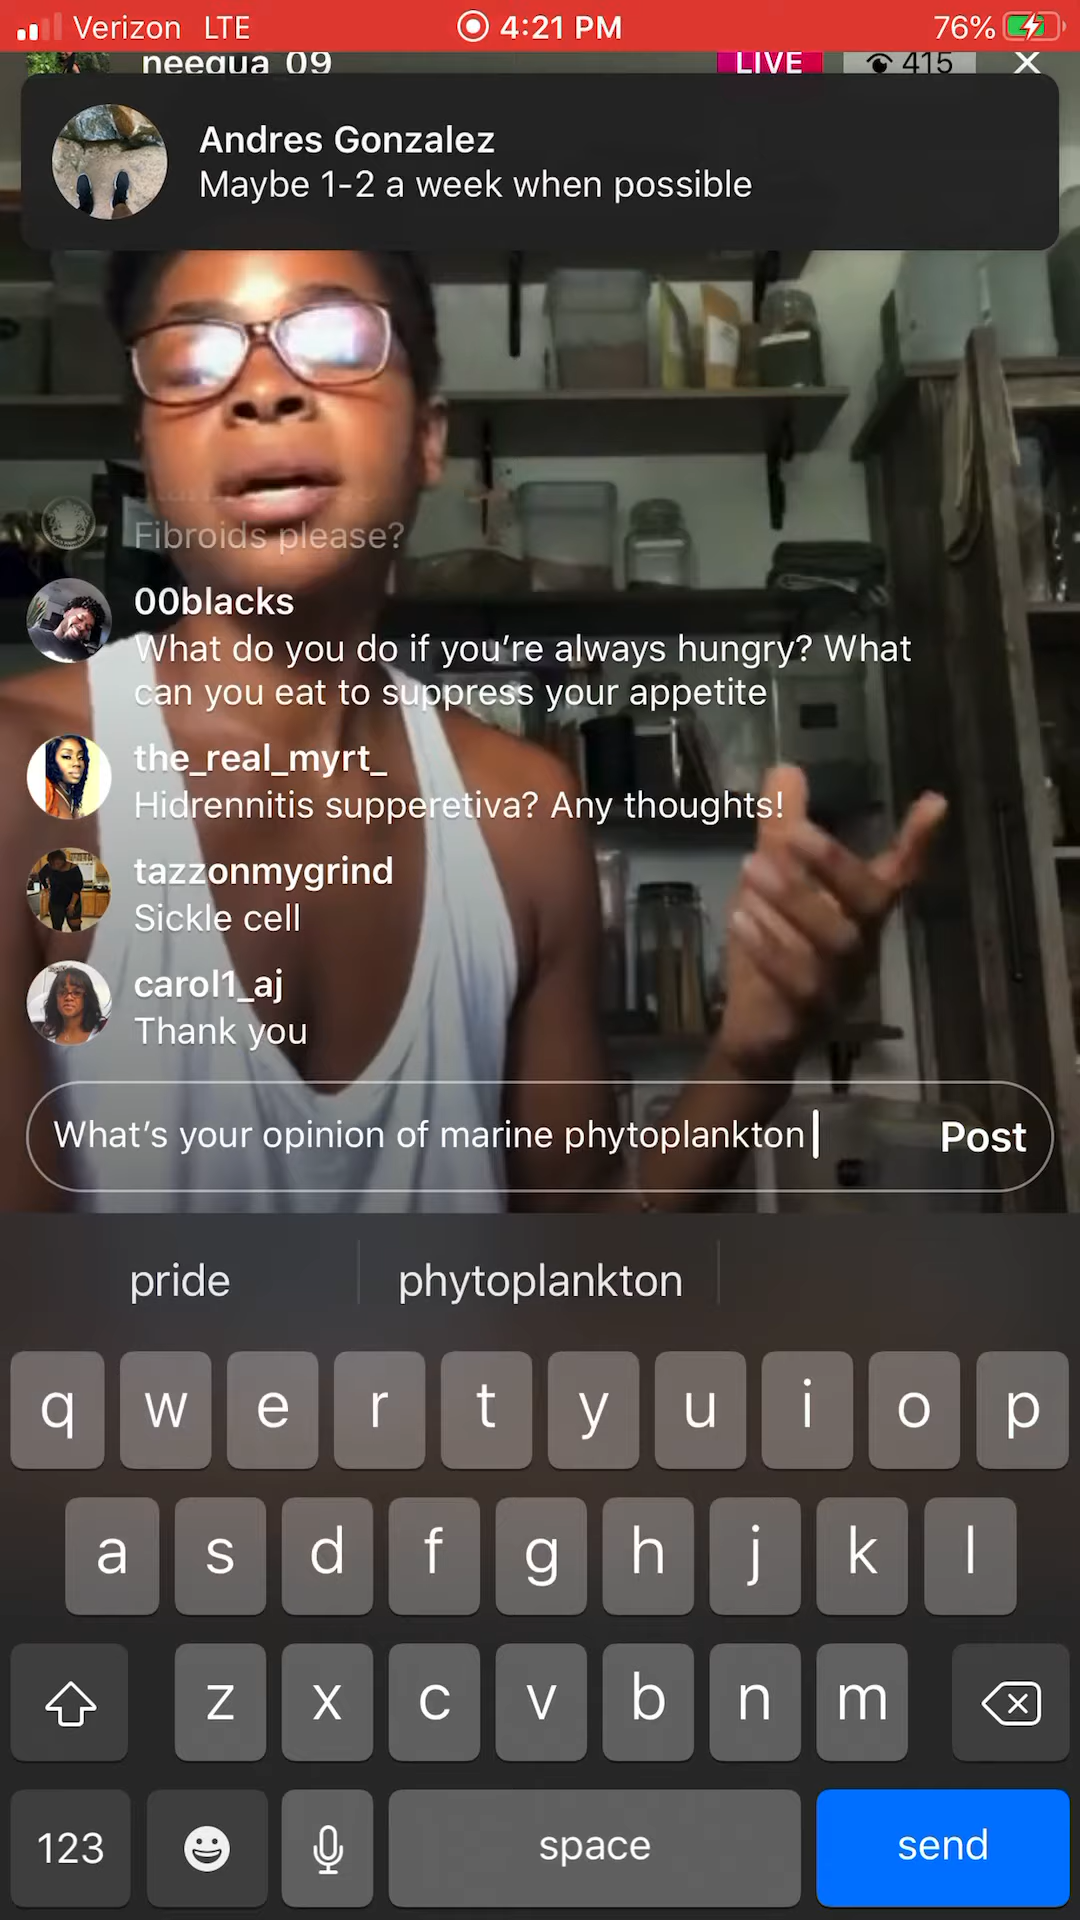 Verizon LTE 4:21 PM 76%
neequa_09 LIVE 415
Andres Gonzalez
Maybe 1-2 a week when possible
Fibroids please?
00blacks
What do you do if you’re always hungry? What
can you eat to suppress your appetite
the_real_myrt_
Hidrennitis supperetiva? Any thoughts!
tazzonmygrind
Sickle cell
carol1_aj
Thank you
What’s your opinion of marine phytoplankton Post
pride phytoplankton
q w e r t y u i o p
a s d f g h j k l
z x c v b n m
123 space send